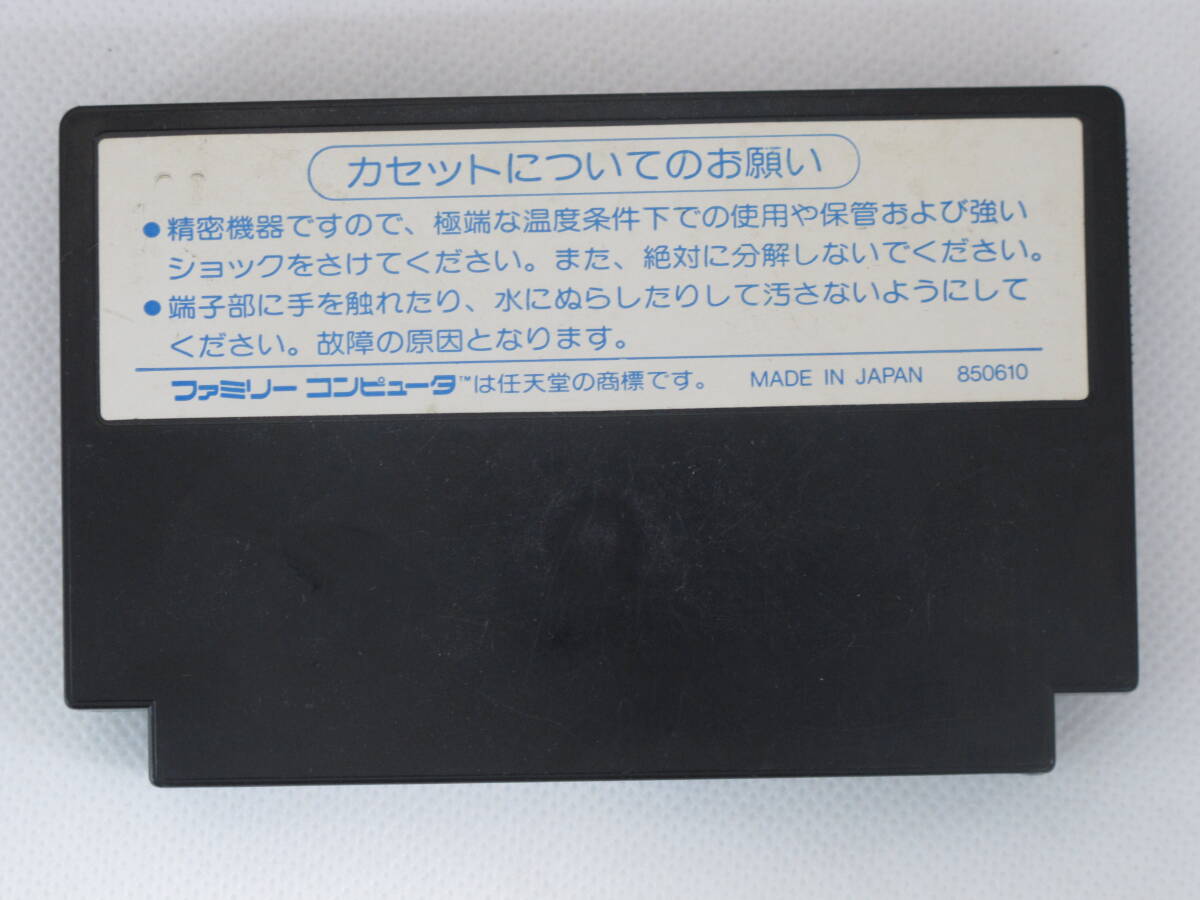 カセットについてのお願い
●精密機器ですので、極端な温度条件下での使用や保管および強い
ショックをさけてください。また、絶対に分解しないでください。
●端子部に手を触れたり、水にぬらしたりして汚さないようにして
ください。故障の原因となります。
ファミリー コンピュータ™は任天堂の商標です。 MADE IN JAPAN 850610